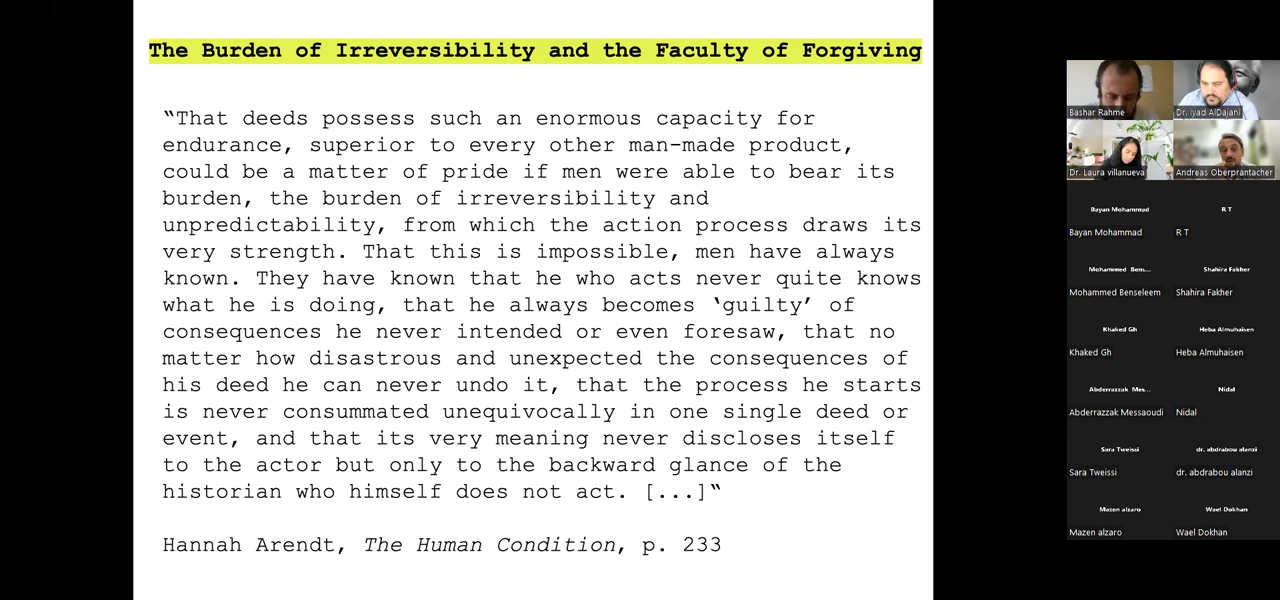 The Burden of Irreversibility and the Faculty of Forgiving
“That deeds possess such an enormous capacity for
endurance, superior to every other man-made product,
could be a matter of pride if men were able to bear its
burden, the burden of irreversibility and
unpredictability, from which the action process draws its
very strength. That this is impossible, men have always
known. They have known that he who acts never quite knows
what he is doing, that he always becomes ‘guilty’ of
consequences he never intended or even foresaw, that no
matter how disastrous and unexpected the consequences of
his deed he can never undo it, that the process he starts
is never consummated unequivocally in one single deed or
event, and that its very meaning never discloses itself
to the actor but only to the backward glance of the
historian who himself does not act. [...]“
Hannah Arendt, The Human Condition, p. 233
Bashar Rahme
Dr. Iyad AlDajani
Dr. Laura villanueva
Andreas Oberprantacher
Bayan Mohammad
R T
Bayan Mohammad
R T
Mohammed Bens...
Shahira Fakher
Mohammed Benseleem
Shahira Fakher
Khaked Gh
Heba Almuhaisen
Khaked Gh
Heba Almuhaisen
Abderrazzak Mes...
Nidal
Abderrazzak Messaoudi
Nidal
Sara Tweissi
dr. abdrabou alanzi
Sara Tweissi
dr. abdrabou alanzi
Mazen alzaro
Wael Dokhan
Mazen alzaro
Wael Dokhan